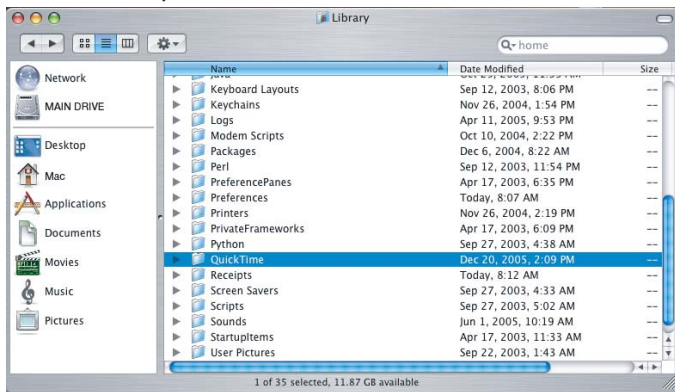 Library
home
Name Date Modified Size
Keyboard Layouts Sep 12, 2003, 8:06 PM --
Network
Keychains Nov 26, 2004, 1:54 PM --
Logs Apr 11, 2005, 9:53 PM --
MAIN DRIVE
Modem Scripts Oct 10, 2004, 2:22 PM --
Packages Dec 6, 2004, 8:22 AM --
Desktop
Perl Sep 12, 2003, 11:54 PM --
PreferencePanes Apr 17, 2003, 6:35 PM --
Mac
Preferences Today, 8:07 AM --
Printers Nov 26, 2004, 2:19 PM --
Applications
PrivateFrameworks Apr 17, 2003, 6:09 PM --
Documents
Python Sep 27, 2003, 4:38 AM --
QuickTime Dec 20, 2005, 2:09 PM --
Movies
Receipts Today, 8:12 AM --
Screen Savers Sep 27, 2003, 4:33 AM --
Music
Scripts Sep 27, 2003, 5:02 AM --
Sounds Jun 1, 2005, 10:19 AM --
Pictures
StartupItems Apr 17, 2003, 11:33 AM --
User Pictures Sep 22, 2003, 1:43 AM --
1 of 35 selected, 11.87 GB available